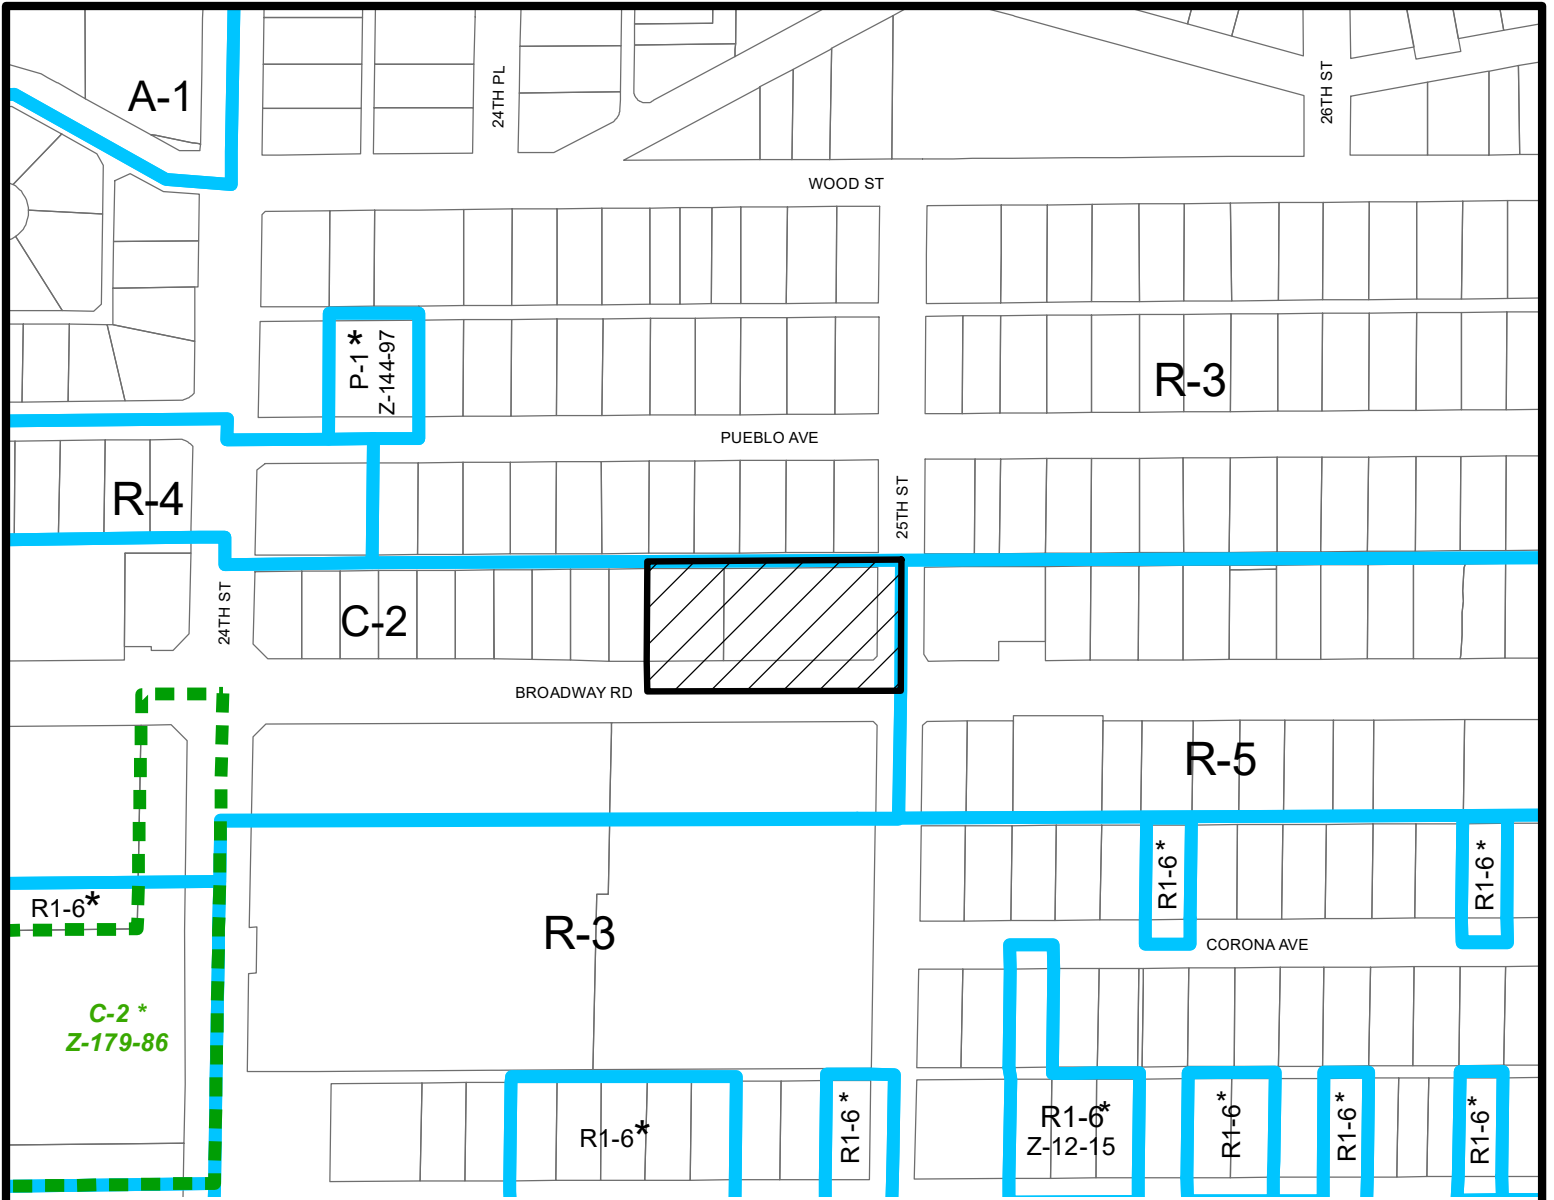 A-1
24TH PL
26TH ST
WOOD ST
P-1 *
Z-144-97
R-3
PUEBLO AVE
R-4
25TH ST
24TH ST
C-2
BROADWAY RD
R-5
R1-6 *
R1-6 *
R1-6*
R-3
CORONA AVE
C-2 *
Z-179-86
R1-6*
R1-6 *
R1-6*
Z-12-15
R1-6*
R1-6*
R1-6*